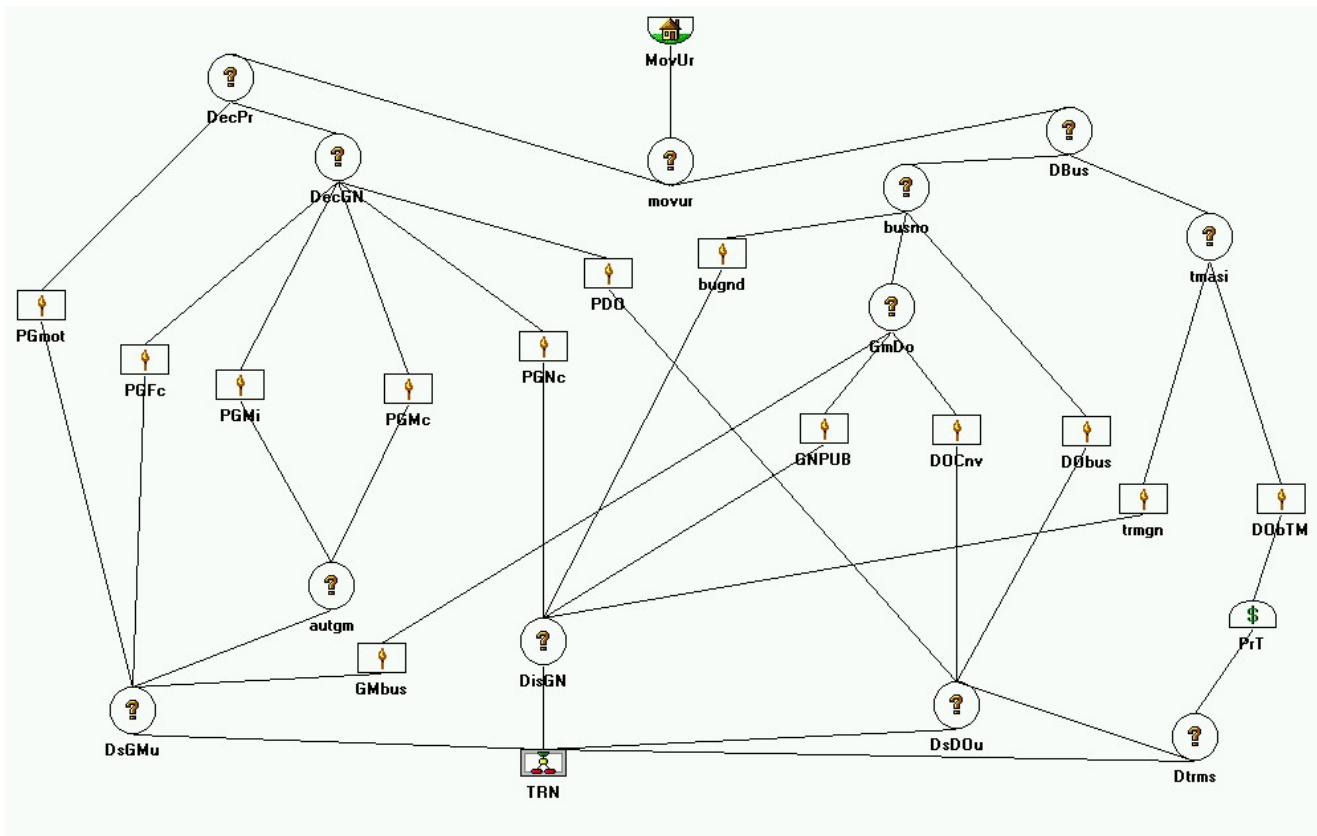 MovUr
DecPr
DBus
DecGN
movur
busno
tmasi
bugnd
PDO
PGmot
GmDo
PGFc
PGMi
PGMc
PGNc
GNPUB
DOCnv
DObus
trmgn
DObTM
autgm
PrT
GMbus
DisGN
DsGMu
DsDOu
Dtrms
TRN